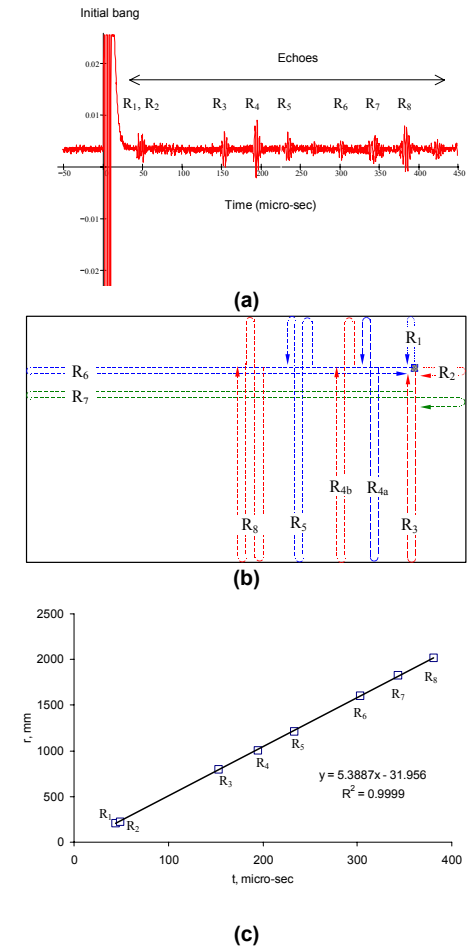 Initial bang
0.02
Echoes
0.01
R1, R2 R3 R4 R5 R6 R7 R8
−50 0 50 100 150 200 250 300 350 400 450
Time (micro-sec)
−0.01
−0.02
(a)
R1
R6 R2
R7
R8 R5 R4b R4a R3
(b)
2500
2000
1500
1000
500
0
r, mm
R1 R2 R3 R4 R5 R6 R7 R8
y = 5.3887x - 31.956
R2 = 0.9999
0 100 200 300 400
t, micro-sec
(c)